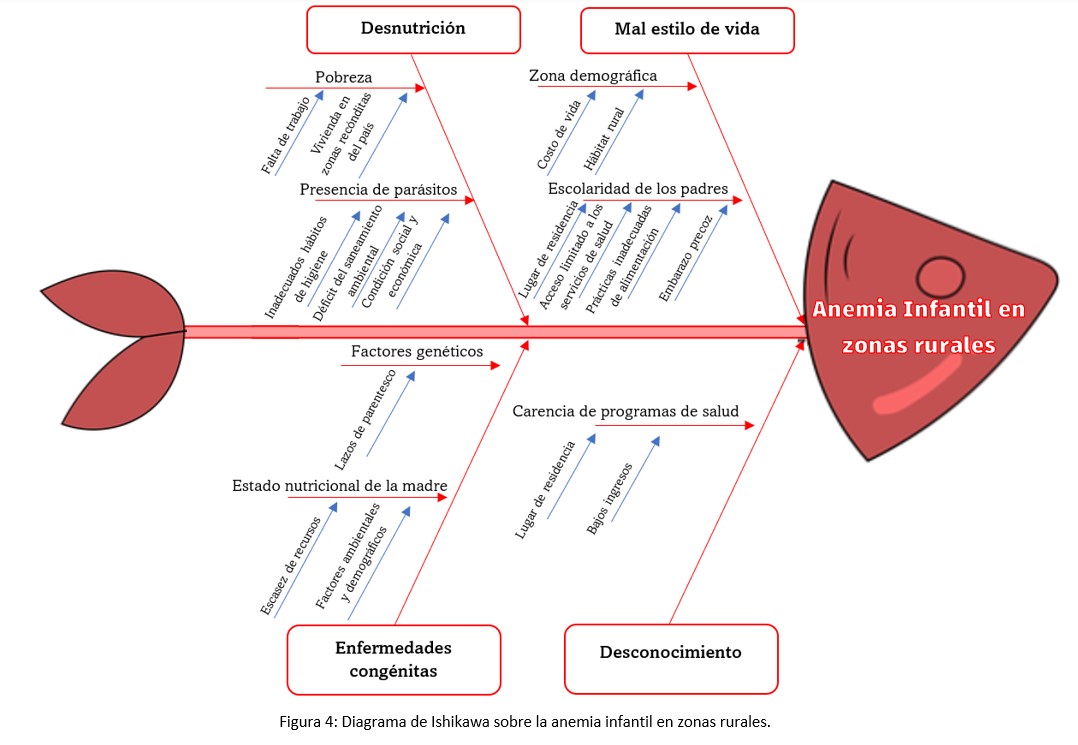 Desnutrición
Mal estilo de vida
Pobreza
Falta de trabajo
Vivienda en
zonas recónditas
del país
Zona demográfica
Costo de vida
Hábitat rural
Presencia de parásitos
Inadecuados hábitos
de higiene
Déficit del saneamiento
ambiental
Condición social y
económica
Escolaridad de los padres
Lugar de residencia
Acceso limitado a los
servicios de salud
Prácticas inadecuadas
de alimentación
Embarazo precoz
Anemia Infantil en
zonas rurales
Factores genéticos
Lazos de parentesco
Estado nutricional de la madre
Escasez de recursos
Factores ambientales
y demográficos
Carencia de programas de salud
Lugar de residencia
Bajos ingresos
Enfermedades
congénitas
Desconocimiento
Figura 4: Diagrama de Ishikawa sobre la anemia infantil en zonas rurales.